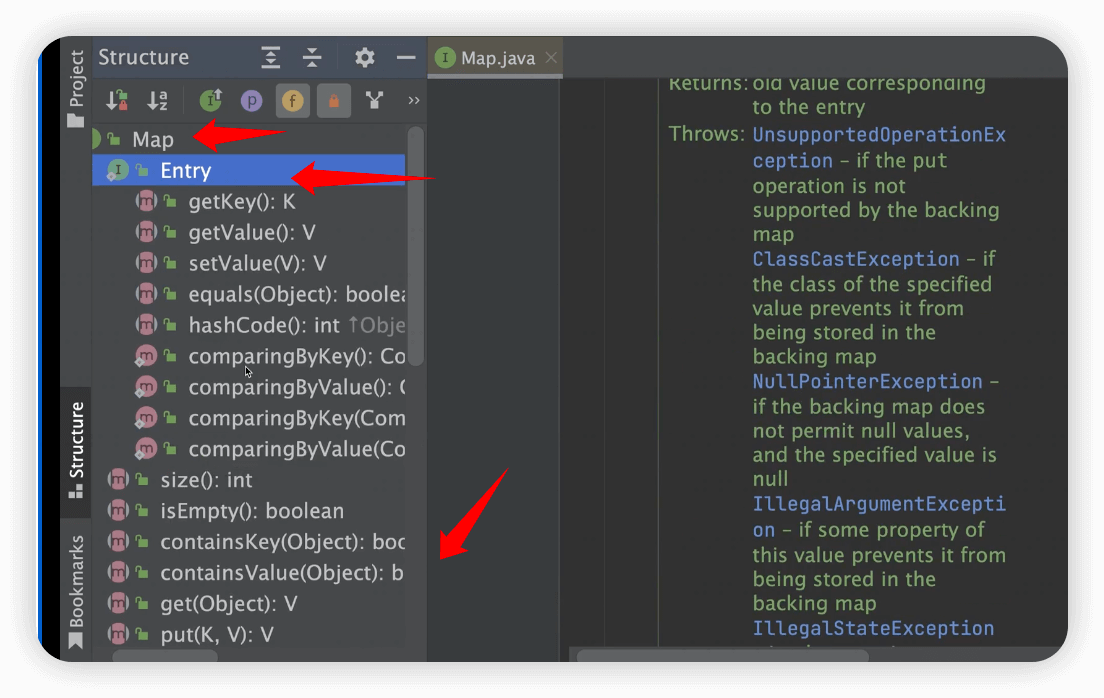 Project
Structure
Bookmarks
Structure
Map
Entry
getKey(): K
getValue(): V
setValue(V): V
equals(Object): boolea
hashCode(): int ↑Obje
comparingByKey(): Co
comparingByValue(): C
comparingByKey(Com
comparingByValue(Co
size(): int
isEmpty(): boolean
containsKey(Object): boo
containsValue(Object): b
get(Object): V
put(K, V): V
Map.java
Returns: old value corresponding
to the entry
Throws: UnsupportedOperationEx
ception – if the put
operation is not
supported by the backing
map
ClassCastException – if
the class of the specified
value prevents it from
being stored in the
backing map
NullPointerException –
if the backing map does
not permit null values,
and the specified value is
null
IllegalArgumentExcepti
on – if some property of
this value prevents it from
being stored in the
backing map
IllegalStateException